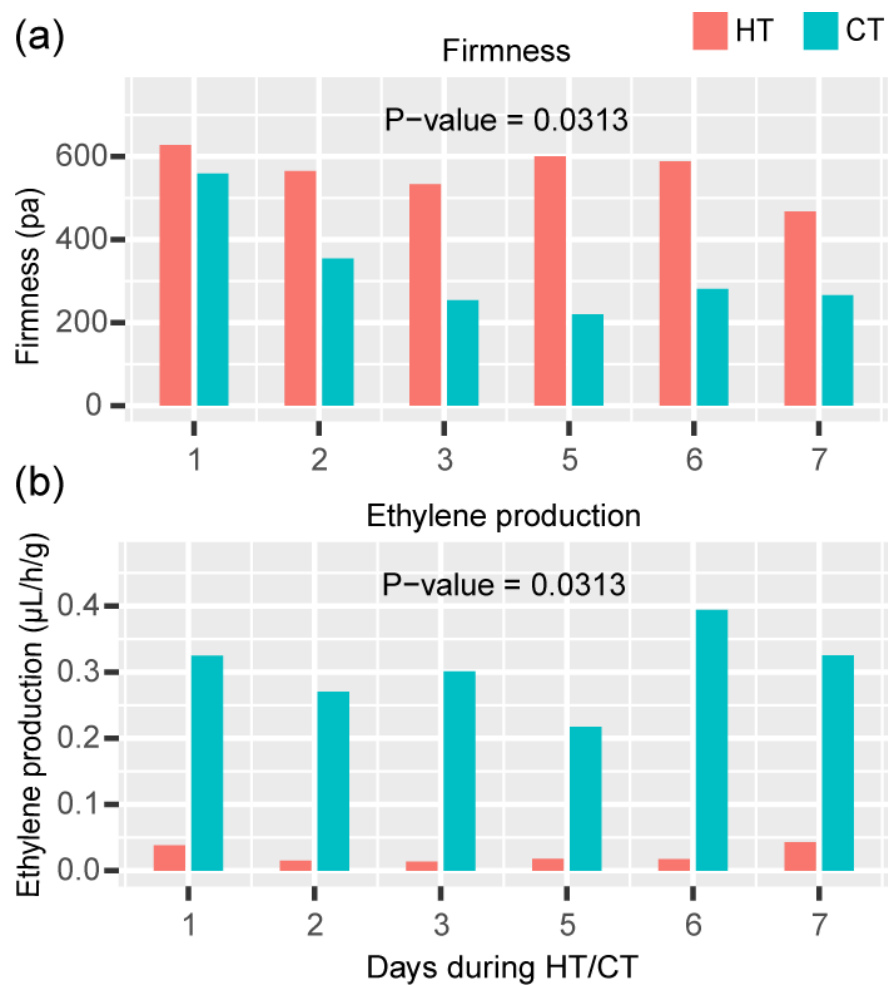 (a)
HT CT
Firmness
P−value = 0.0313
Firmness (pa)
600
400
200
0
1 2 3 5 6 7
(b)
Ethylene production
P−value = 0.0313
Ethylene production (µL/h/g)
0.4
0.3
0.2
0.1
0.0
1 2 3 5 6 7
Days during HT/CT